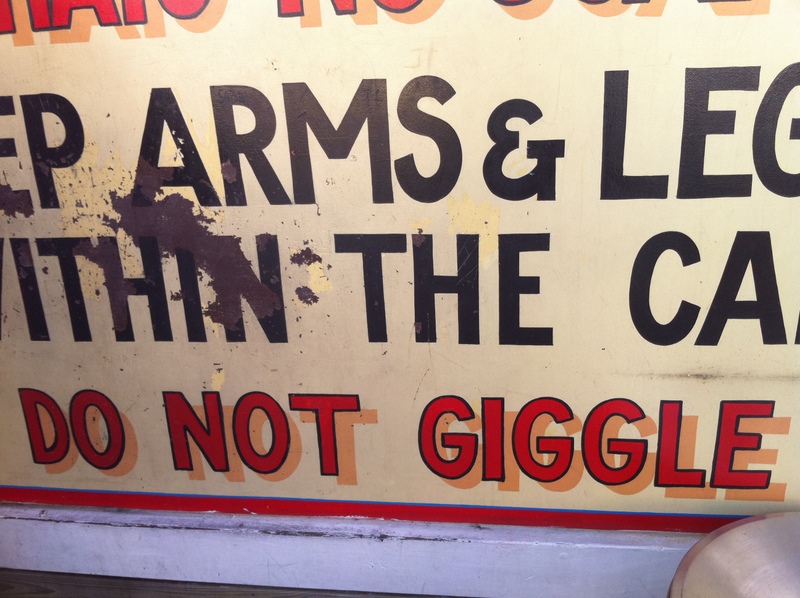 EP ARMS & LEG
WITHIN THE CA
DO NOT GIGGLE